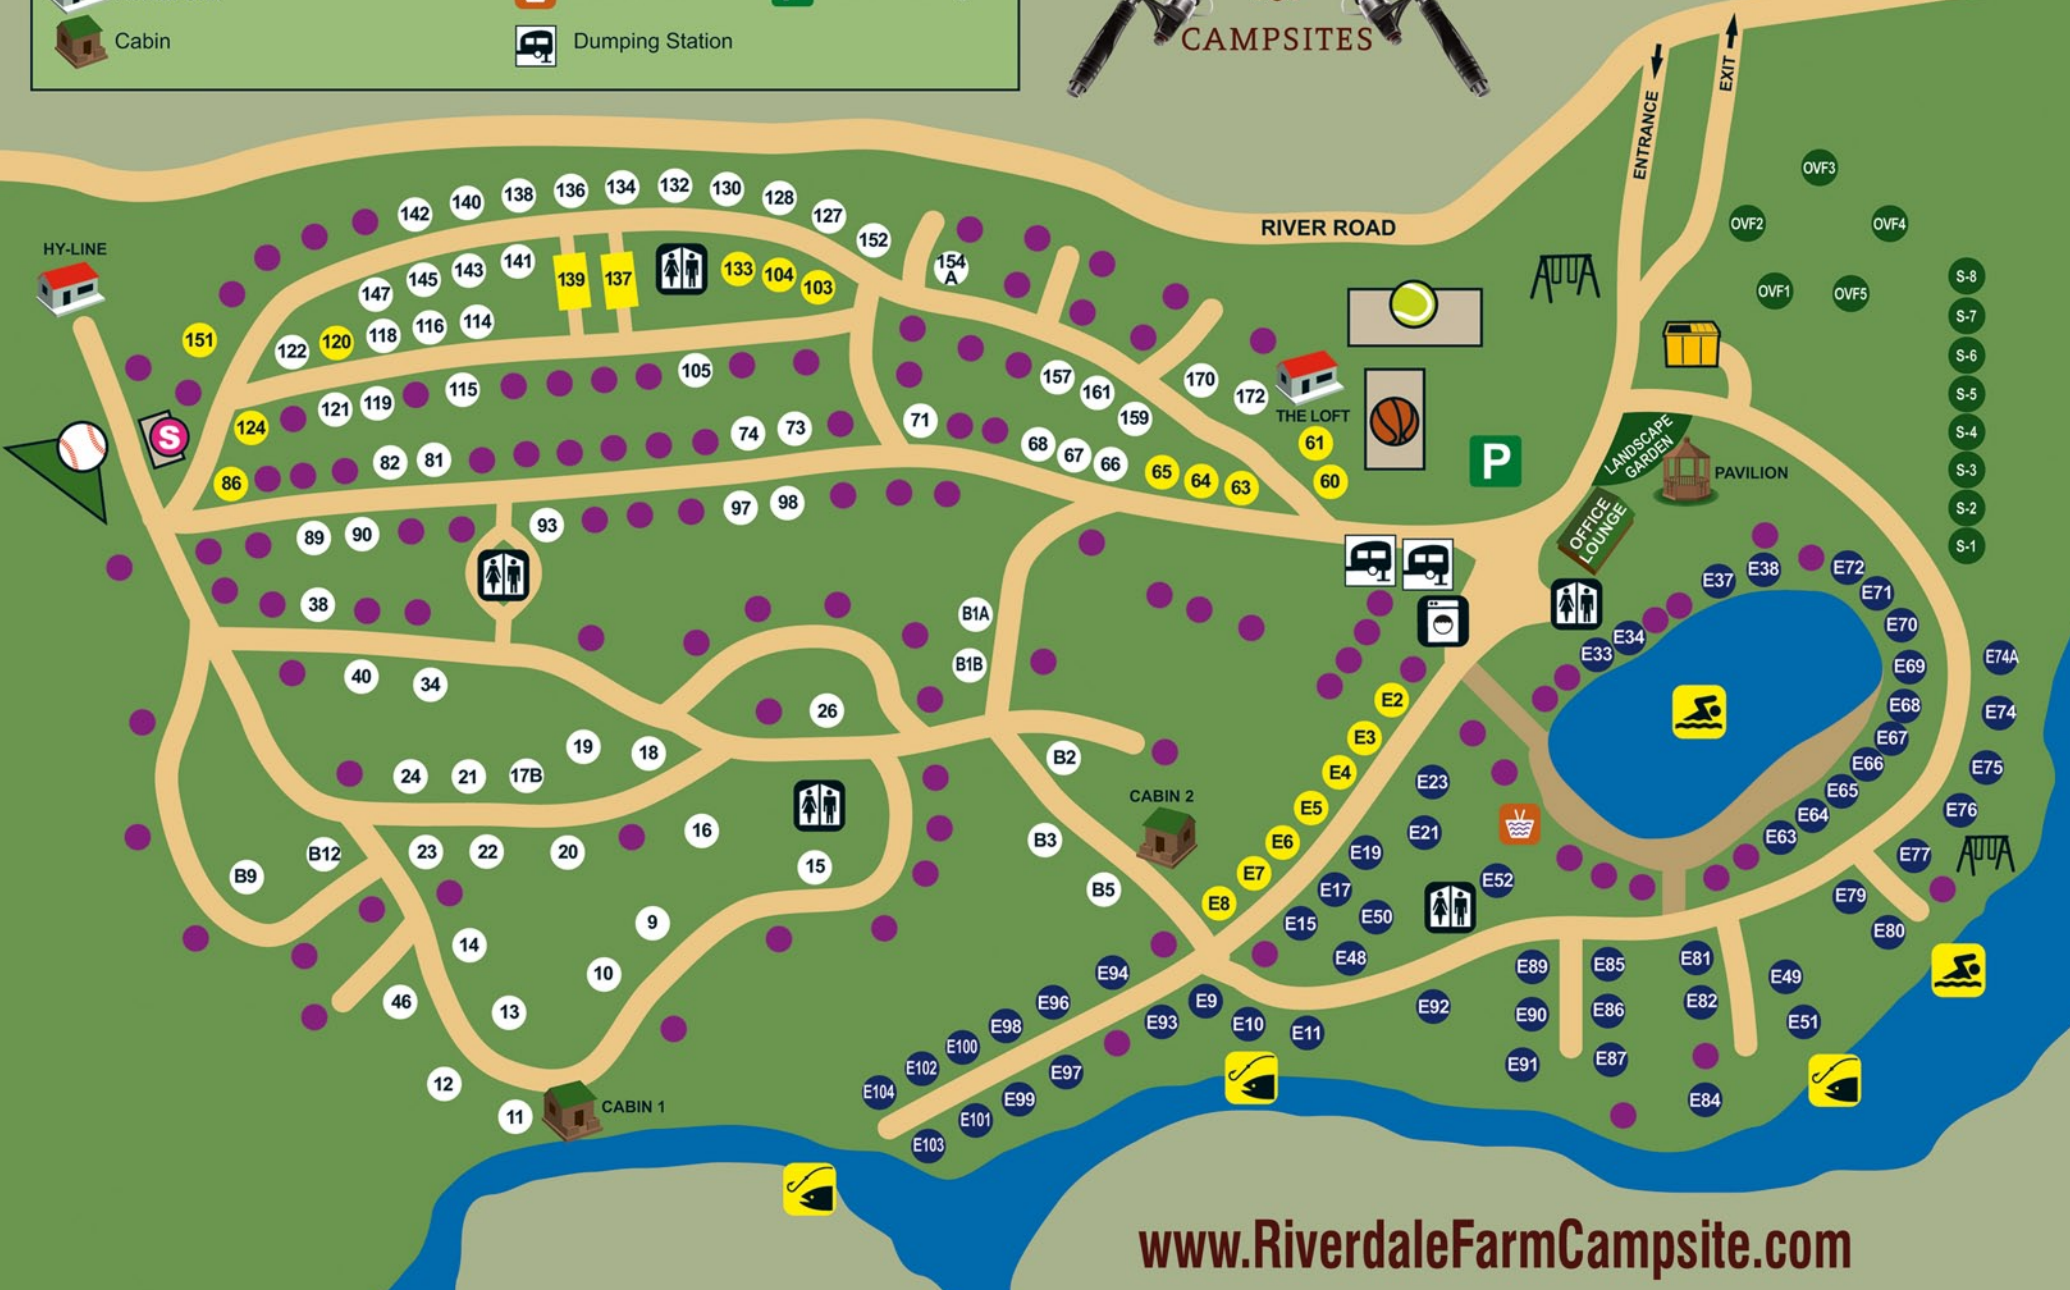 Cabin
Dumping Station
CAMPSITES
EXIT
ENTRANCE
RIVER ROAD
HY-LINE
OVF3
OVF2
OVF4
OVF1
OVF5
S-8
S-7
S-6
S-5
S-4
S-3
S-2
S-1
142
140
138
136
134
132
130
128
127
152
154
A
147
145
143
141
139
137
133
104
103
151
122
120
118
116
114
124
121
119
115
105
157
161
159
170
172
THE LOFT
61
60
S
86
82
81
74
73
71
68
67
66
65
64
63
P
LANDSCAPE
GARDEN
PAVILION
OFFICE
LOUNGE
89
90
93
97
98
38
40
34
B1A
B1B
26
24
21
17B
19
18
B2
CABIN 2
B3
B5
B9
B12
23
22
20
16
15
9
14
10
46
13
12
11
CABIN 1
E37
E38
E72
E71
E70
E69
E68
E67
E66
E65
E64
E63
E33
E34
E74A
E74
E75
E76
E77
E79
E80
E2
E3
E4
E5
E6
E7
E8
E23
E21
E19
E17
E15
E52
E50
E48
E94
E96
E98
E100
E102
E104
E9
E10
E11
E93
E97
E99
E101
E103
E92
E89
E90
E91
E85
E86
E87
E81
E82
E84
E49
E51
www.RiverdaleFarmCampsite.com